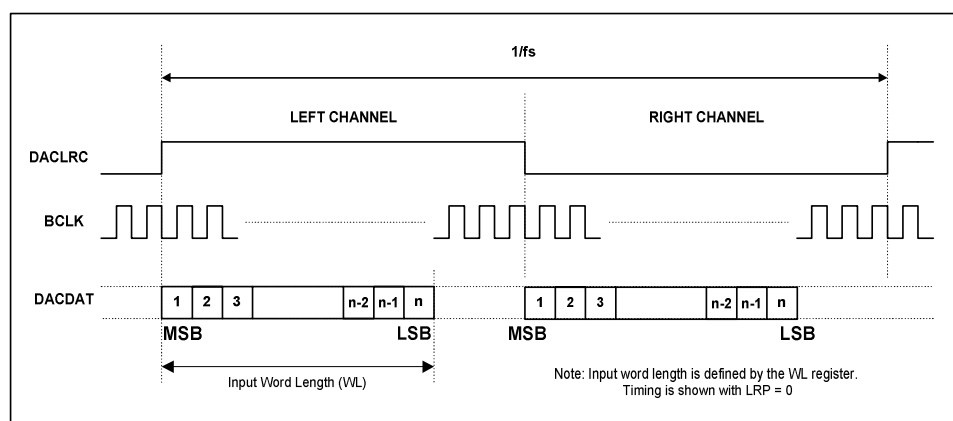 1/fs
LEFT CHANNEL RIGHT CHANNEL
DACLRC
BCLK
DACDAT 1 2 3 n-2 n-1 n 1 2 3 n-2 n-1 n
MSB LSB MSB LSB
Input Word Length (WL)
Note: Input word length is defined by the WL register.
Timing is shown with LRP = 0